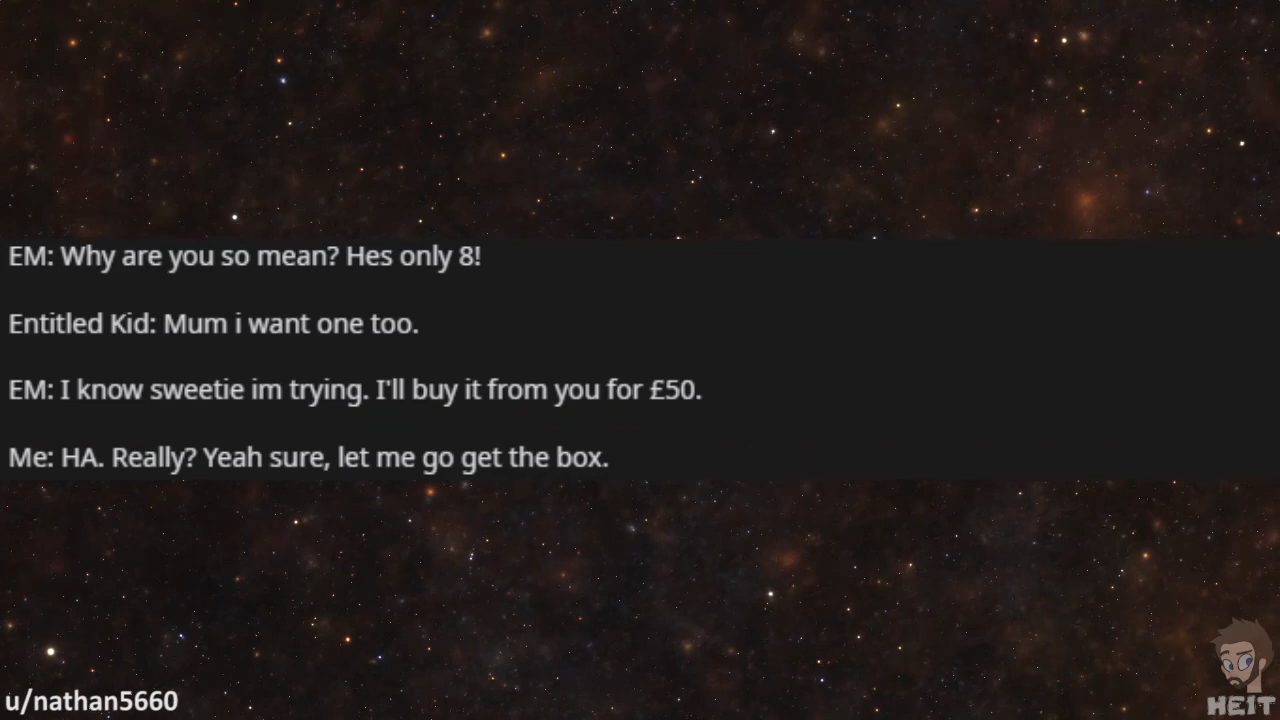 EM: Why are you so mean? Hes only 8!
Entitled Kid: Mum i want one too.
EM: I know sweetie im trying. I'll buy it from you for £50.
Me: HA. Really? Yeah sure, let me go get the box.
u/nathan5660
HEIT